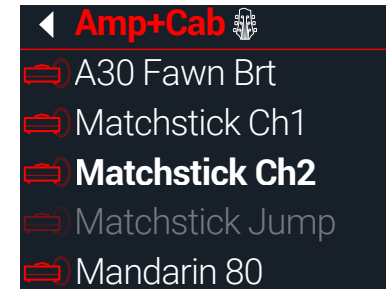 Amp+Cab
A30 Fawn Brt
Matchstick Ch1
Matchstick Ch2
Matchstick Jump
Mandarin 80